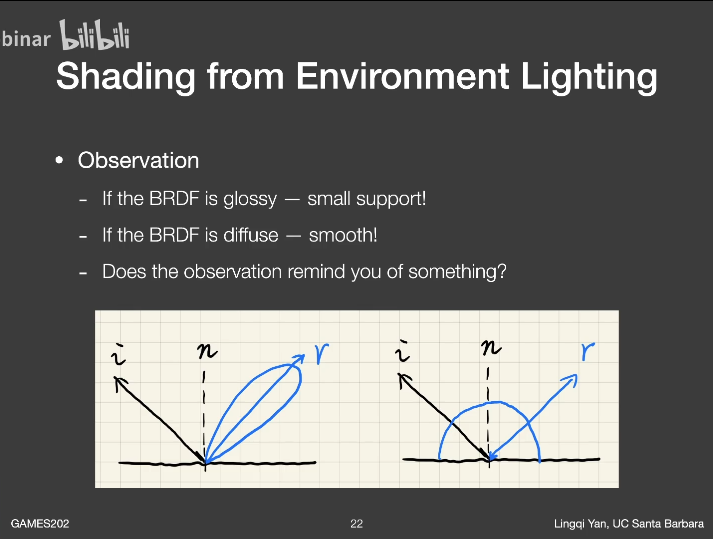 binar bilibili
Shading from Environment Lighting
• Observation
- If the BRDF is glossy — small support!
- If the BRDF is diffuse — smooth!
- Does the observation remind you of something?
i n r i n r
GAMES202 22 Lingqi Yan, UC Santa Barbara